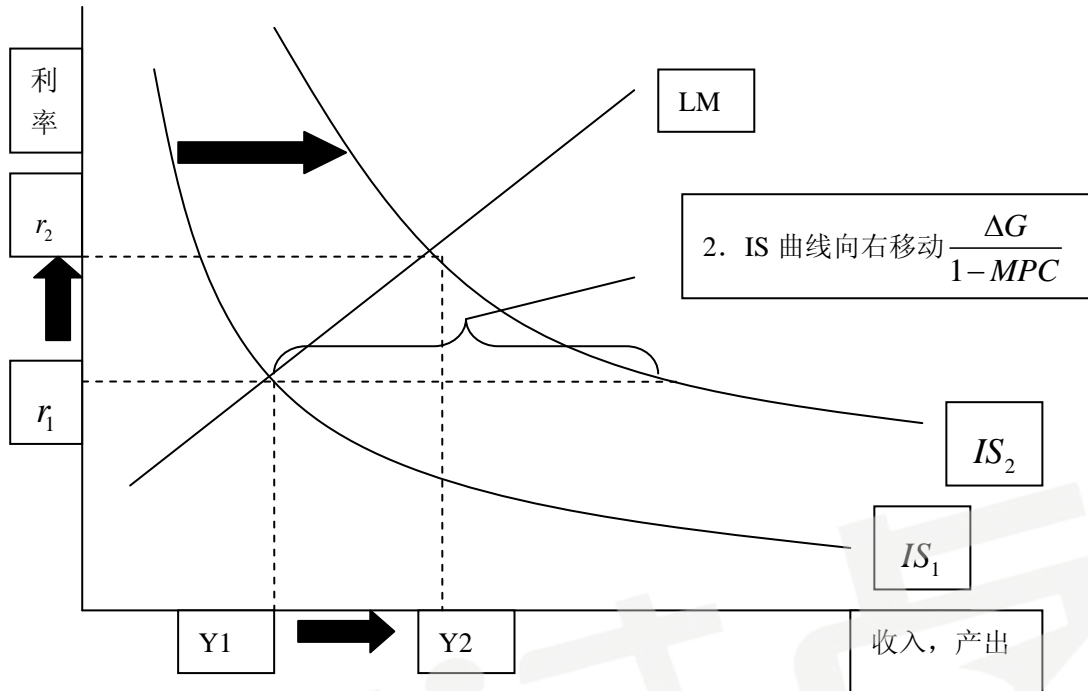 利
率
LM
r₂
2．IS 曲线向右移动 ΔG/(1−MPC)
r₁
IS₂
IS₁
Y1
Y2
收入，产出